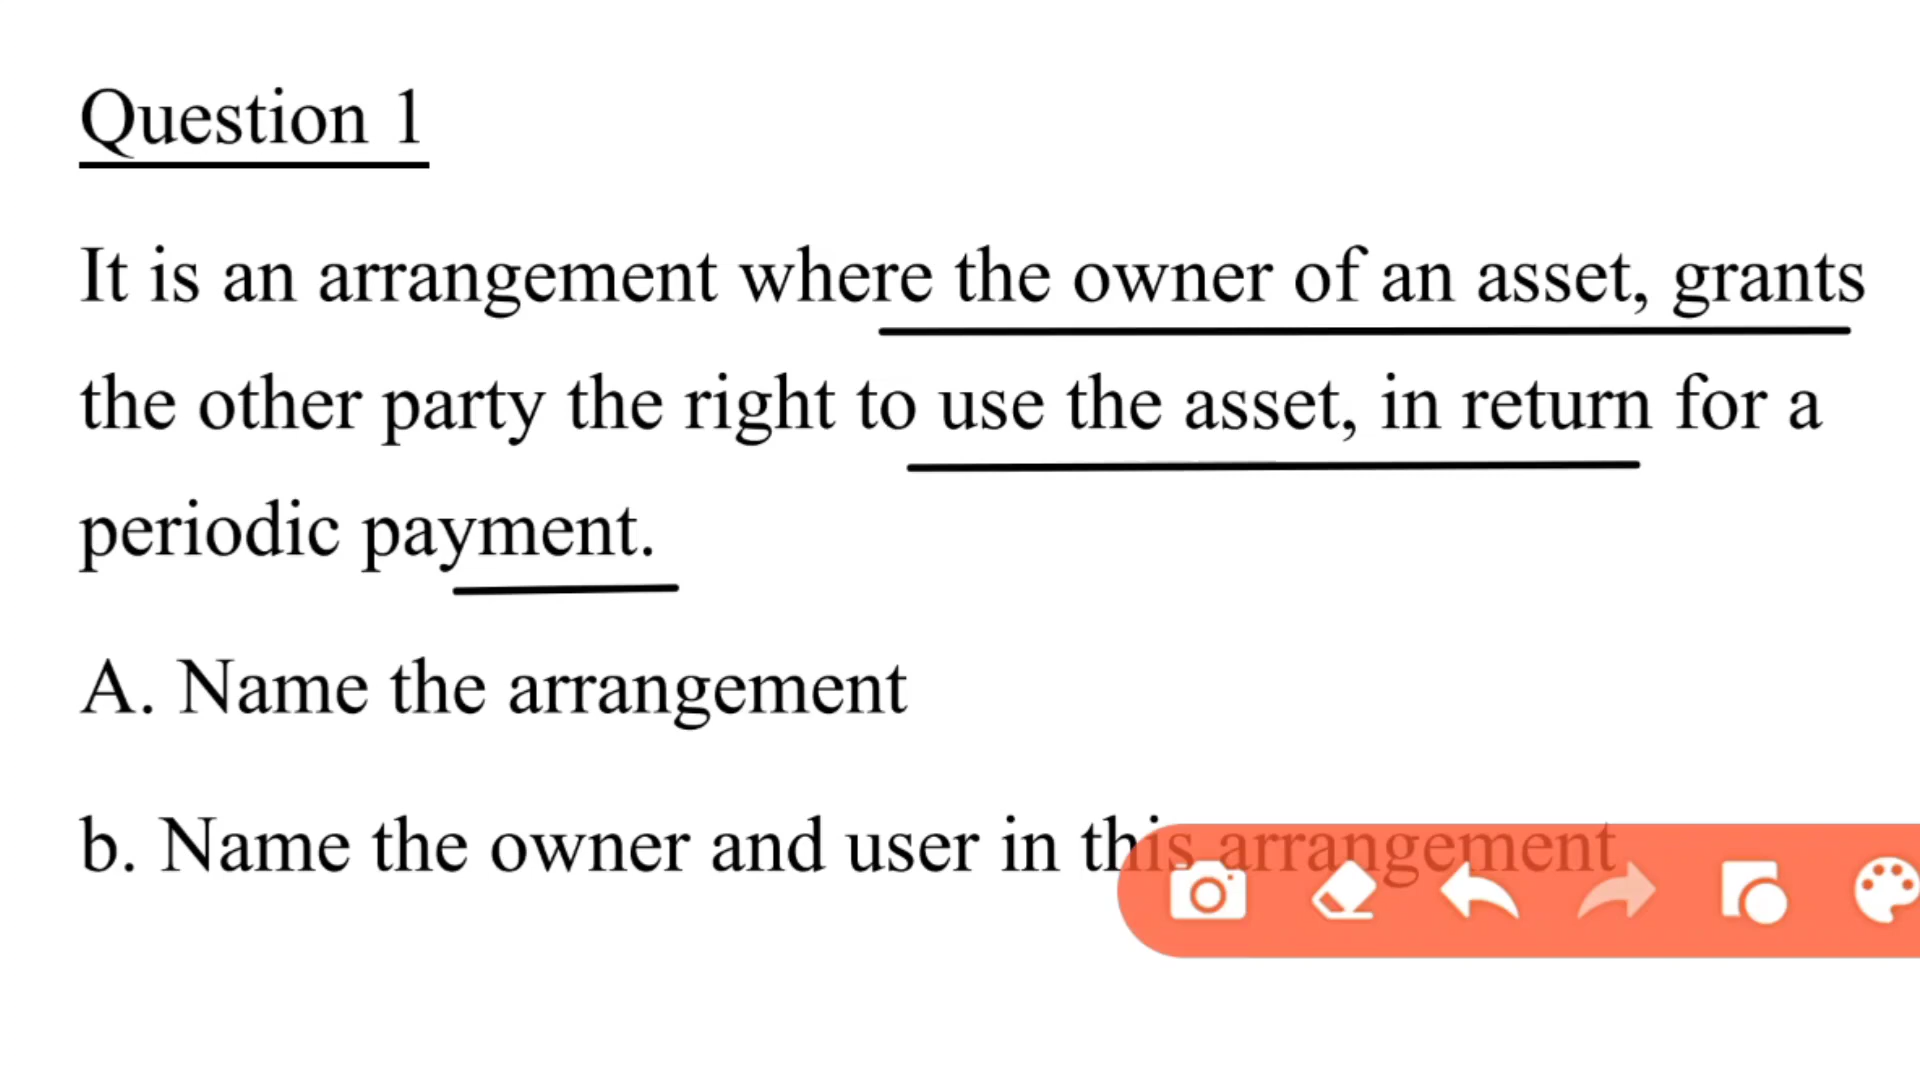 Question 1
It is an arrangement where the owner of an asset, grants
the other party the right to use the asset, in return for a
periodic payment.
A. Name the arrangement
b. Name the owner and user in this arrangement